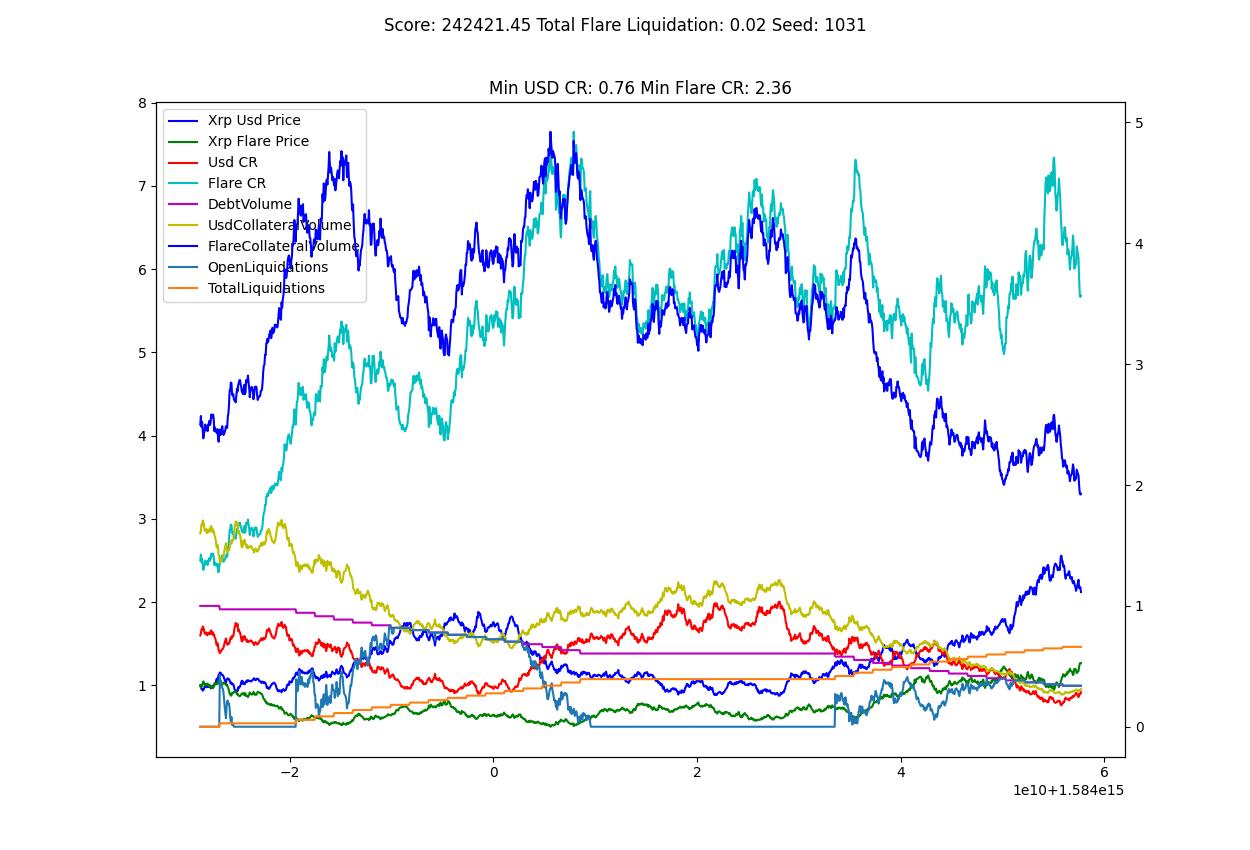 Score: 242421.45 Total Flare Liquidation: 0.02 Seed: 1031
Min USD CR: 0.76 Min Flare CR: 2.36
Xrp Usd Price
Xrp Flare Price
Usd CR
Flare CR
DebtVolume
UsdCollateralVolume
FlareCollateralVolume
OpenLiquidations
TotalLiquidations
8
7
6
5
4
3
2
1
5
4
3
2
1
0
−2
0
2
4
6
1e10+1.584e15